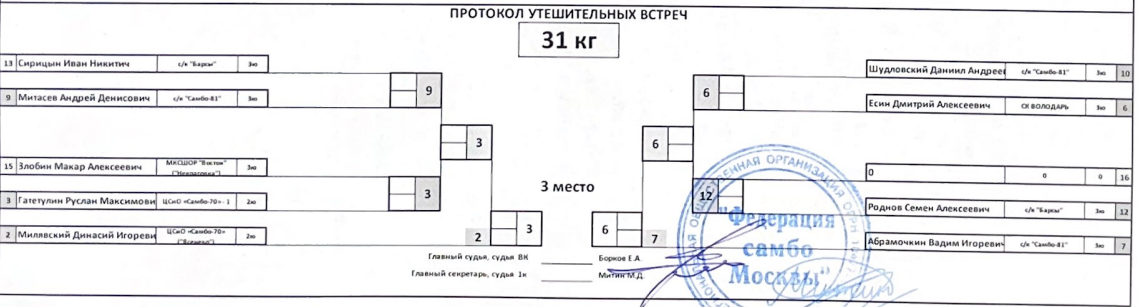 ПРОТОКОЛ УТЕШИТЕЛЬНЫХ ВСТРЕЧ
31 кг
13 Сирицын Иван Никитич с/к "Барсы" 3ю
9 Митасев Андрей Денисович с/к "Самбо-81" 3ю
9
3
15 Злобин Макар Алексеевич МКСШОР "Восток" ("Некрасовка") 3ю
3 Гатетулин Руслан Максимови ЦСиО «Самбо-70» - 1 2ю
3
2 Милявский Динасий Игореви ЦСиО «Самбо-70» 2ю
2 3
3 место
Шудловский Даниил Андреев с/к "Самбо-81" 3ю 10
Есин Дмитрий Алексеевич СК ВОЛОДАРЬ 3ю 6
6
6
0 0 0 16
Роднов Семен Алексеевич с/к "Барсы" 3ю 12
12
Абрамочкин Вадим Игоревич с/к "Самбо-81" 3ю 7
6 7
Главный судья, судья ВК Борков Е.А.
Главный секретарь, судья 1к Митин М.Д.
"Федерация
самбо
Москвы"